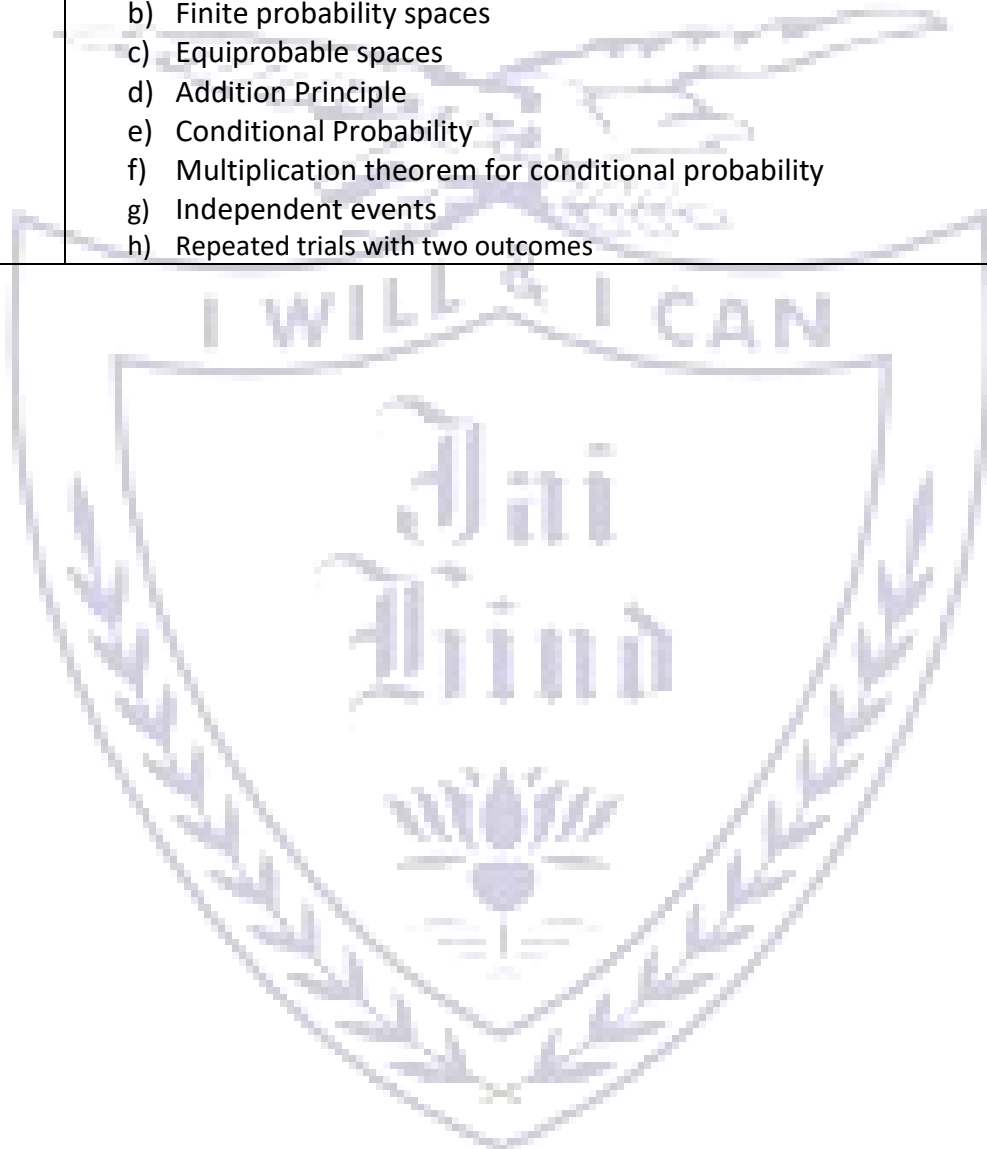 b) Finite probability spaces
c) Equiprobable spaces
d) Addition Principle
e) Conditional Probability
f) Multiplication theorem for conditional probability
g) Independent events
h) Repeated trials with two outcomes
I WILL & I CAN
Jai
Hind